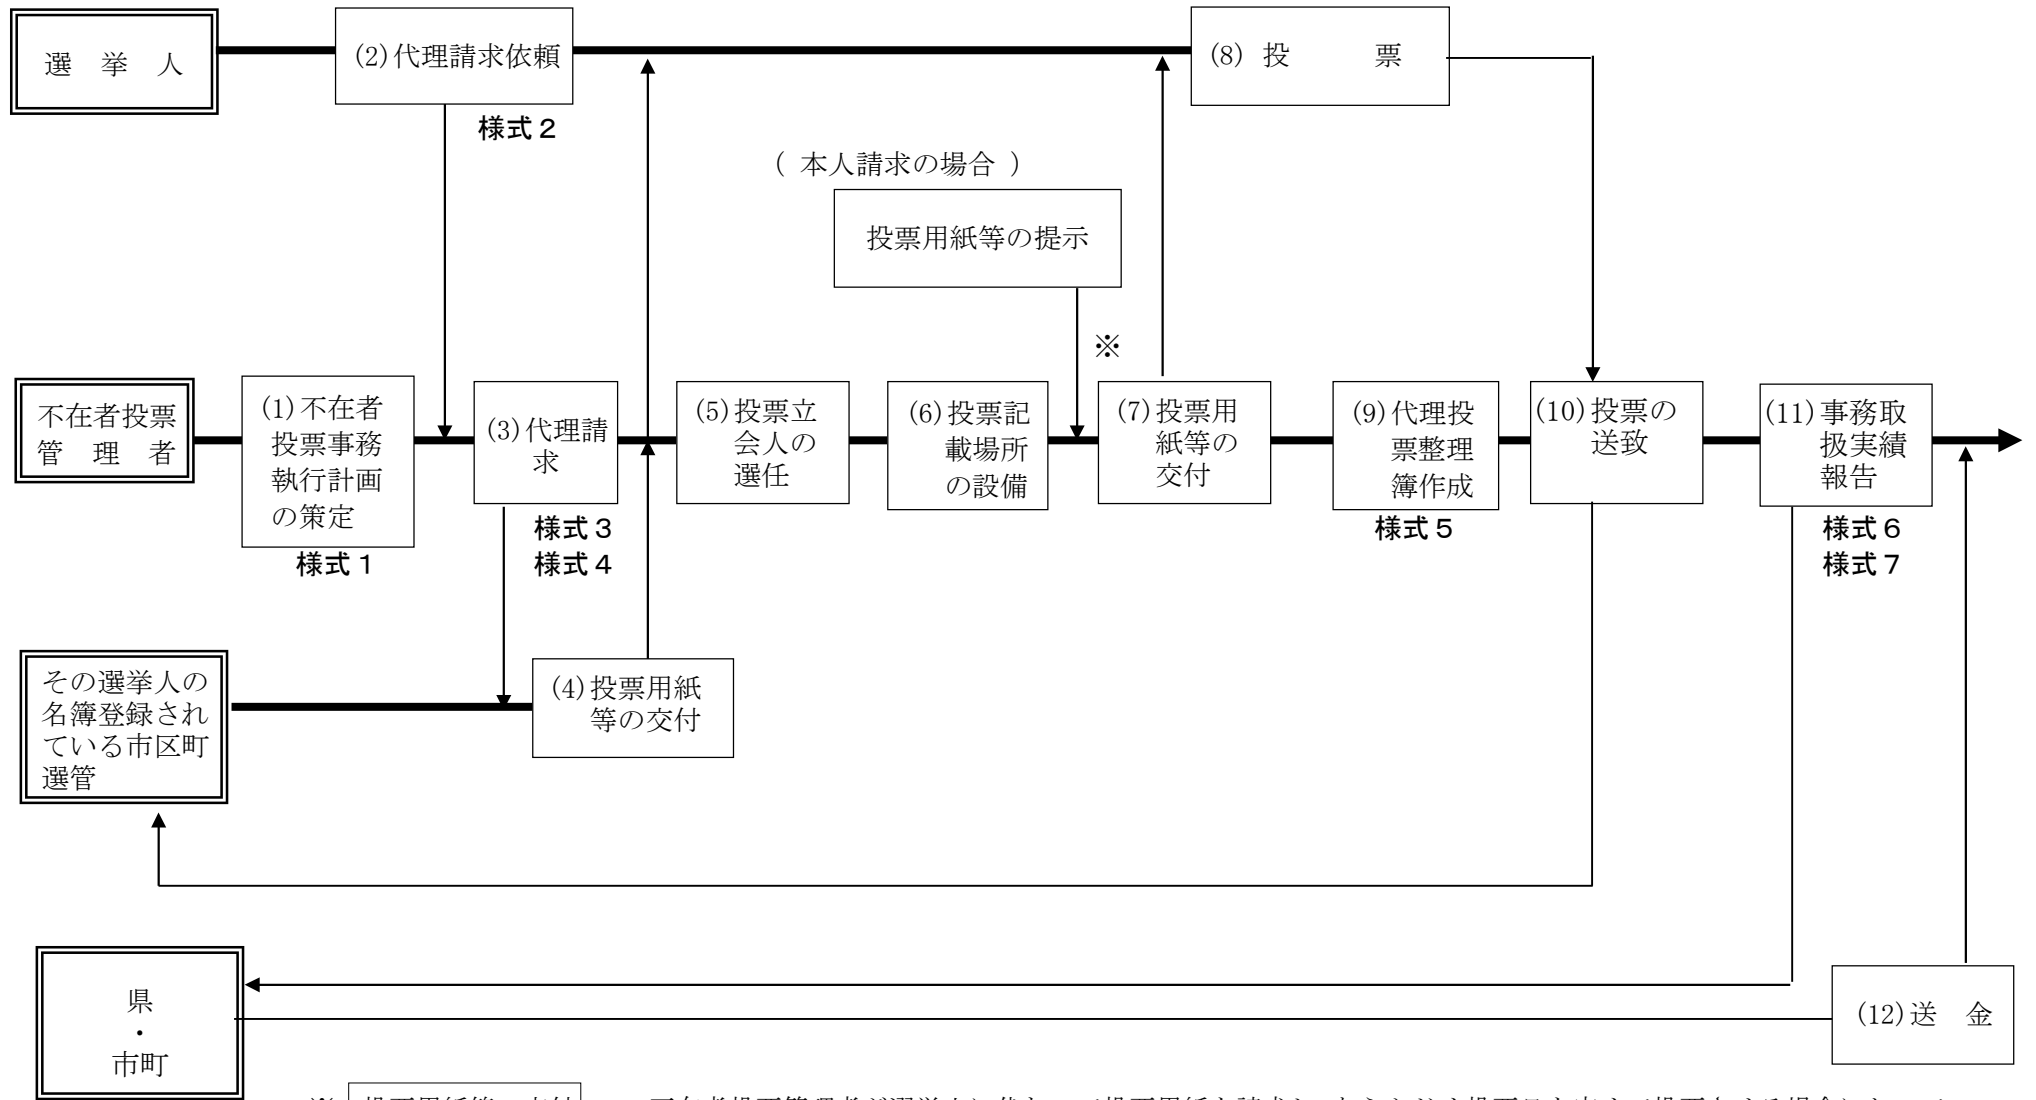 選　挙　人
(2)代理請求依頼
(8) 投　　　票
様式２
( 本人請求の場合 )
投票用紙等の提示
※
不在者投票
管　理　者
(1)不在者
投票事務
執行計画
の策定
様式１
(3)代理請
求
様式３
様式４
(5)投票立
会人の
選任
(6)投票記
載場所
の設備
(7)投票用
紙等の
交付
(9)代理投
票整理
簿作成
様式５
(10)投票の
送致
(11)事務取
扱実績
報告
様式６
様式７
その選挙人の
名簿登録され
ている市区町
選管
(4)投票用紙
等の交付
県
・
市町
(12)送　金